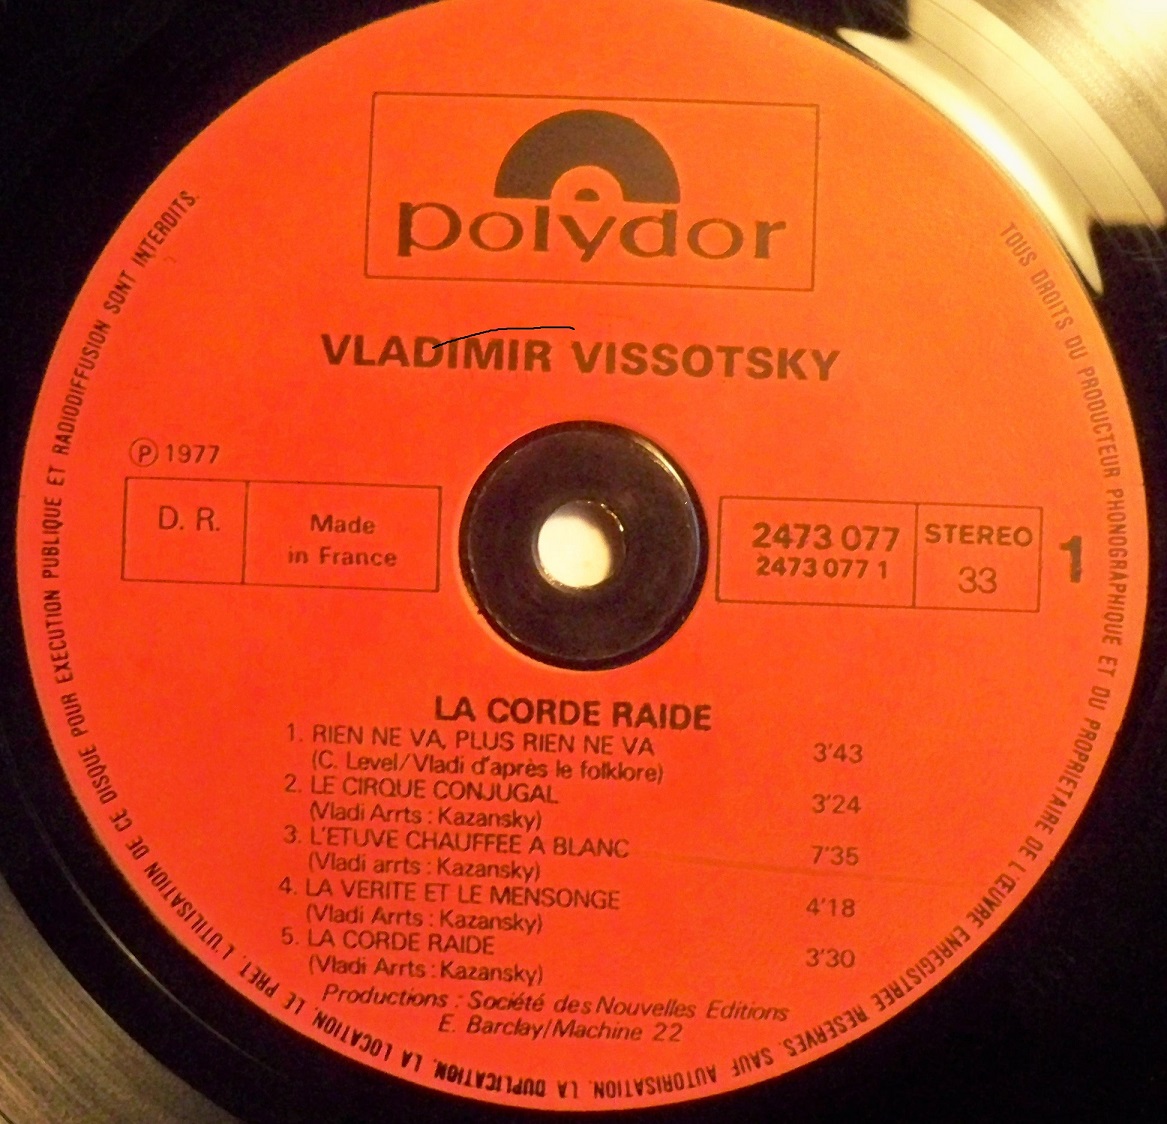 polydor
VLADIMIR VISSOTSKY
Ⓟ 1977
D. R.
Made
in France
2473 077
2473 077 1
STEREO
33
1
LA CORDE RAIDE
1. RIEN NE VA, PLUS RIEN NE VA 3'43
(C. Level/Vladi d'après le folklore)
2. LE CIRQUE CONJUGAL 3'24
(Vladi Arrts : Kazansky)
3. L'ETUVE CHAUFFEE A BLANC 7'35
(Vladi arrts : Kazansky)
4. LA VERITE ET LE MENSONGE 4'18
(Vladi Arrts : Kazansky)
5. LA CORDE RAIDE 3'30
(Vladi Arrts : Kazansky)
Productions : Société des Nouvelles Editions
E. Barclay/Machine 22
TOUS DROITS DU PRODUCTEUR PHONOGRAPHIQUE ET DU PROPRIETAIRE DE L'ŒUVRE ENREGISTREE RESERVES. SAUF AUTORISATION, LA DUPLICATION, LA LOCATION, LE PRET, L'UTILISATION DE CE DISQUE POUR EXECUTION PUBLIQUE ET RADIODIFFUSION SONT INTERDITS.